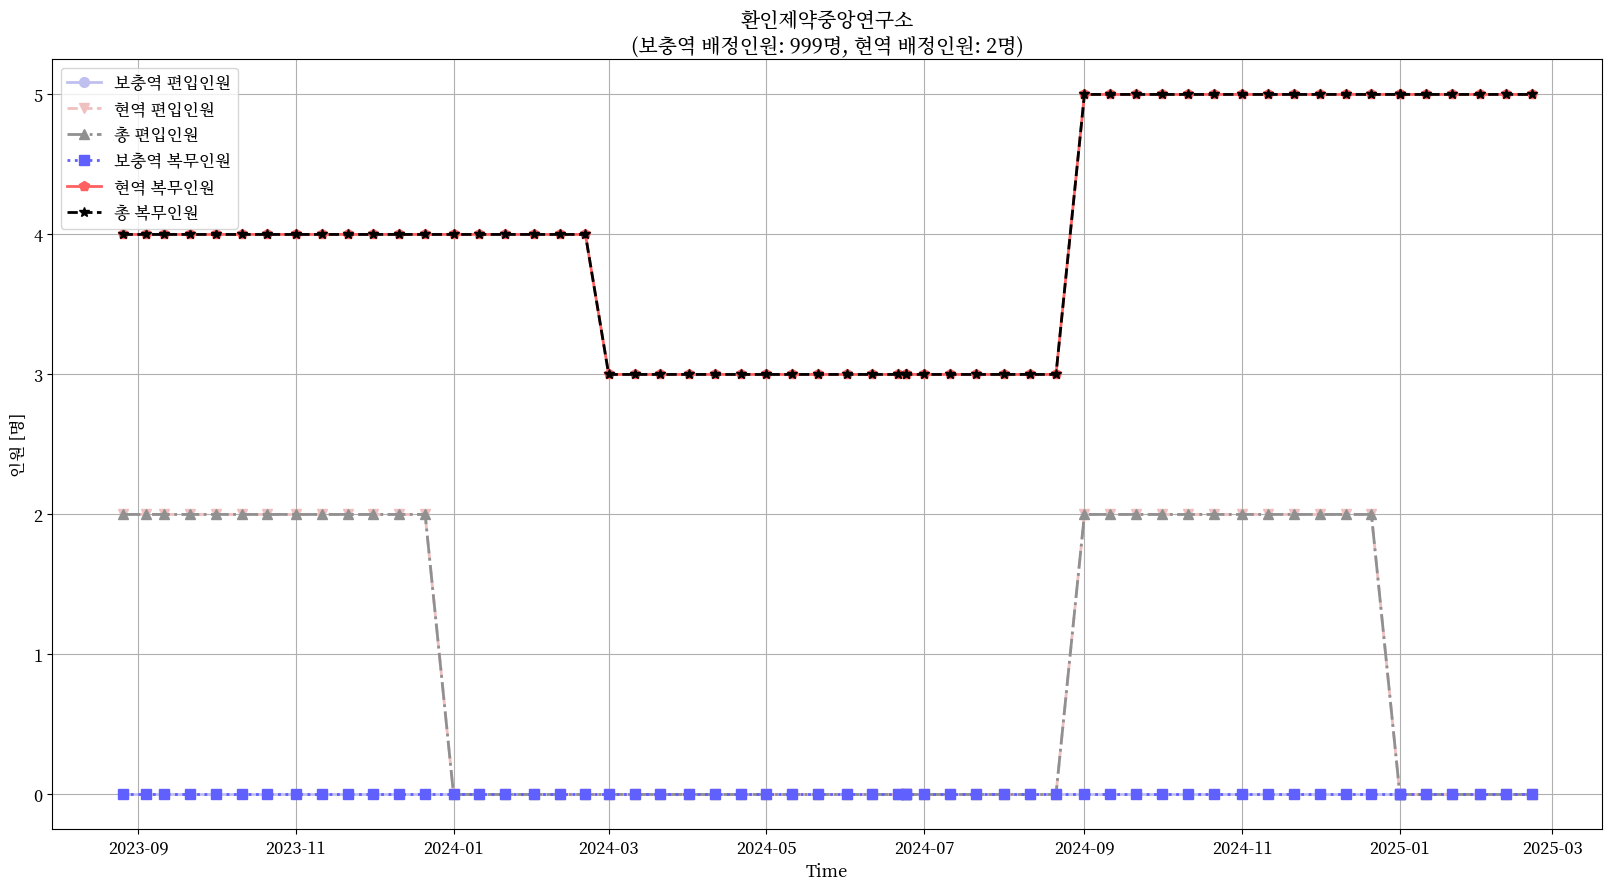 환인제약중앙연구소
(보충역 배정인원: 999명, 현역 배정인원: 2명)
보충역 편입인원
현역 편입인원
총 편입인원
보충역 복무인원
현역 복무인원
총 복무인원
인원 [명]
5
4
3
2
1
0
2023-09
2023-11
2024-01
2024-03
2024-05
2024-07
2024-09
2024-11
2025-01
2025-03
Time